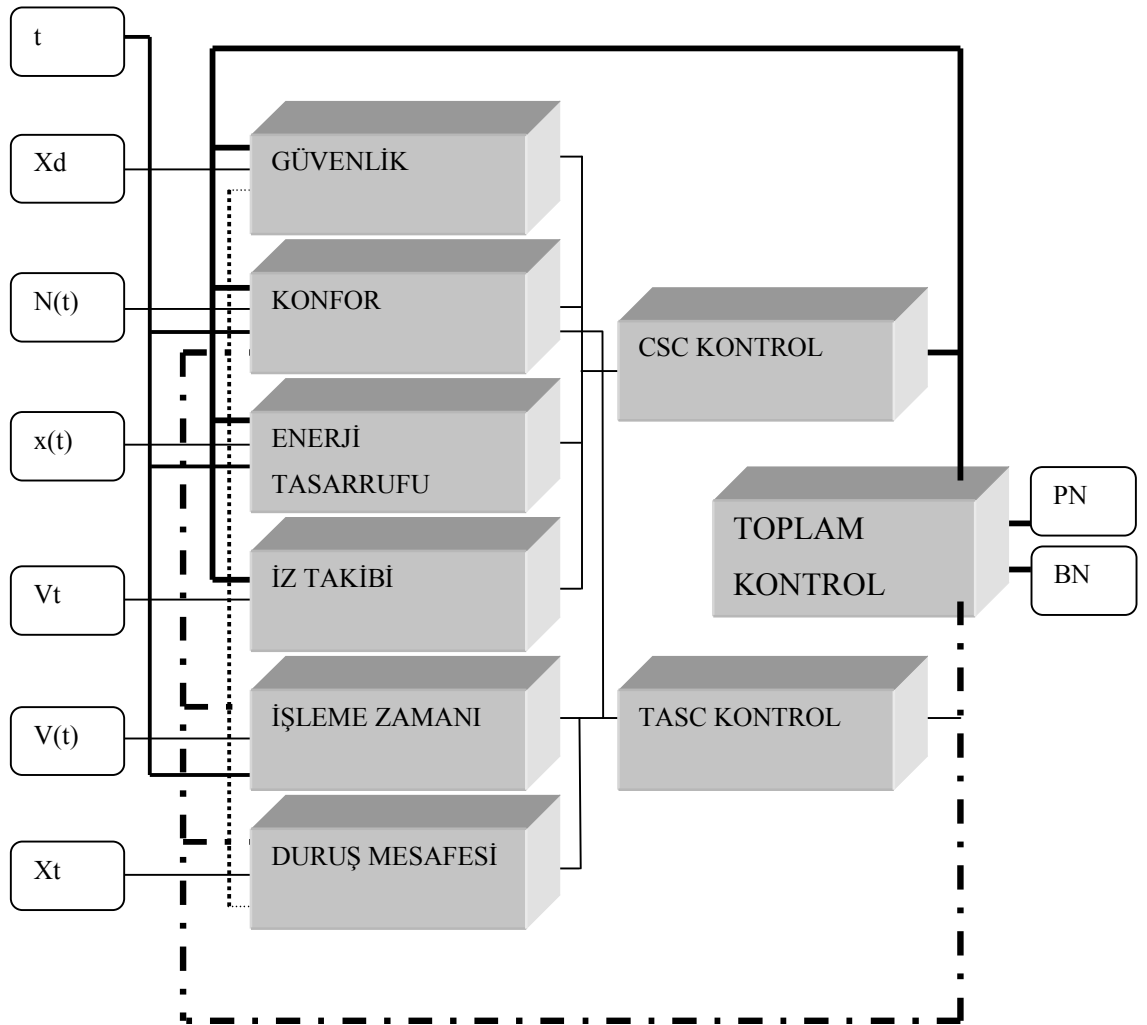 t
Xd
N(t)
x(t)
Vt
V(t)
Xt
GÜVENLİK
KONFOR
ENERJİ
TASARRUFU
İZ TAKİBİ
İŞLEME ZAMANI
DURUŞ MESAFESİ
CSC KONTROL
TASC KONTROL
TOPLAM
KONTROL
PN
BN